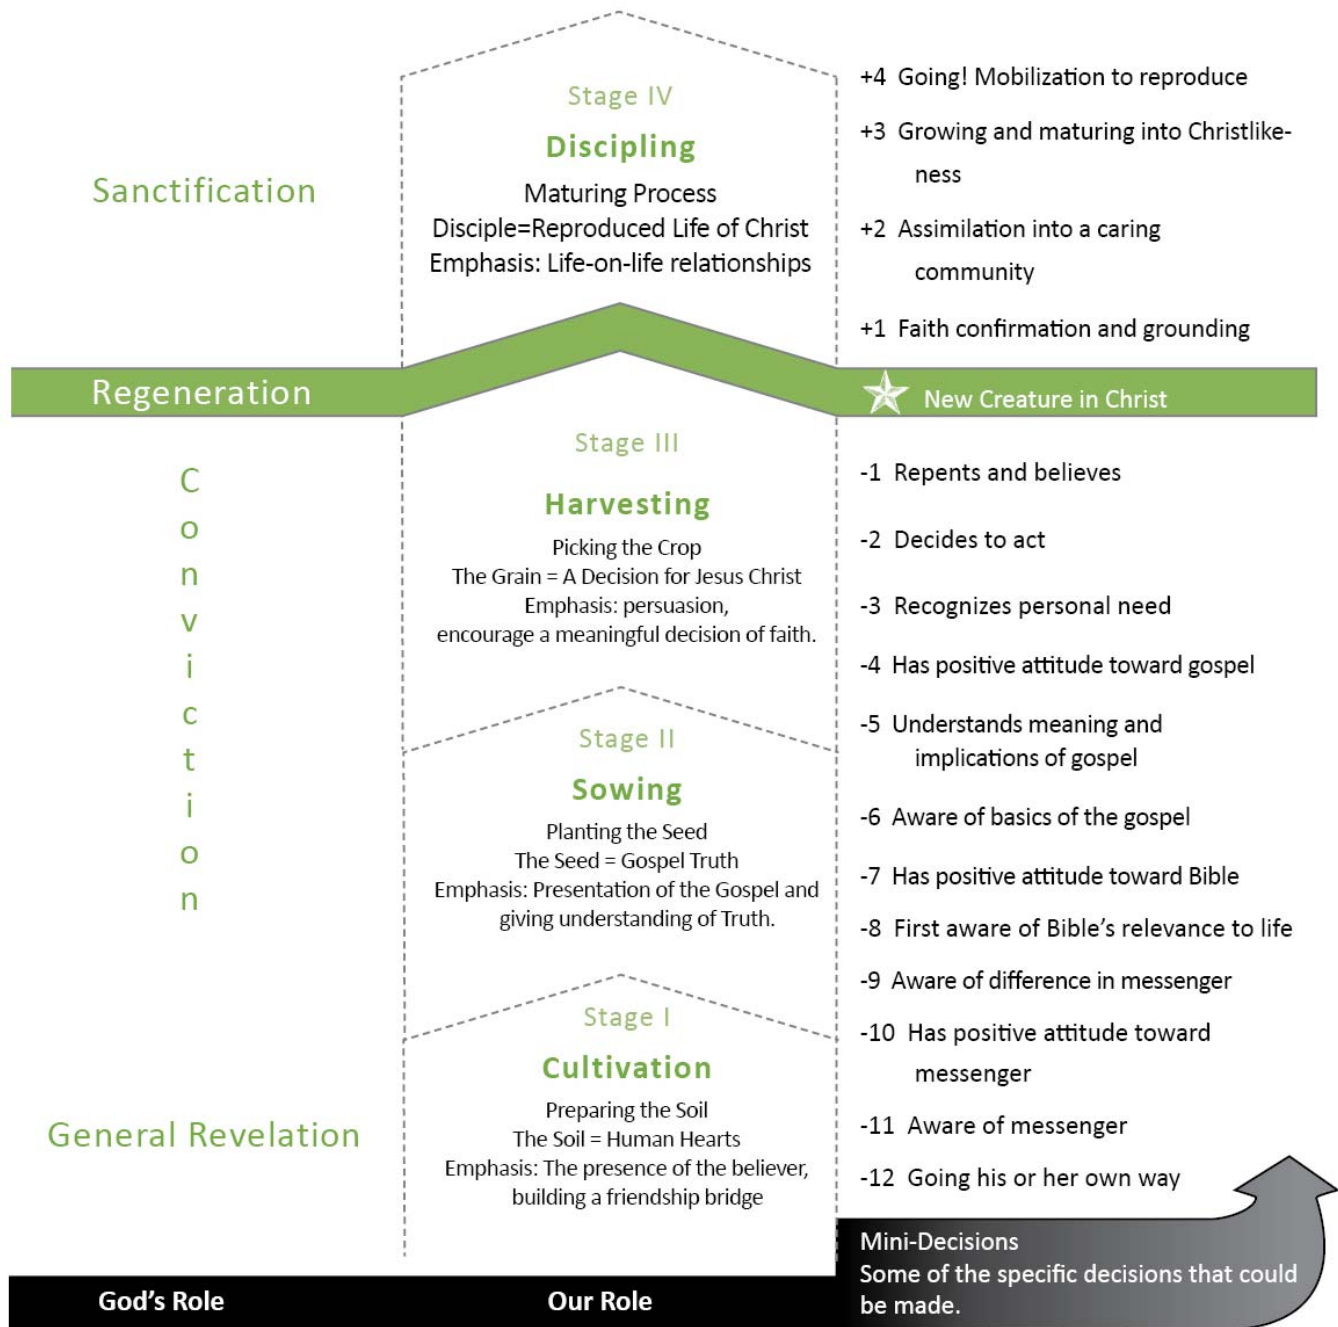 Sanctification
Regeneration
Conviction
General Revelation
God's Role
Stage IV
Discipling
Maturing Process
Disciple=Reproduced Life of Christ
Emphasis: Life-on-life relationships
Stage III
Harvesting
Picking the Crop
The Grain = A Decision for Jesus Christ
Emphasis: persuasion,
encourage a meaningful decision of faith.
Stage II
Sowing
Planting the Seed
The Seed = Gospel Truth
Emphasis: Presentation of the Gospel and
giving understanding of Truth.
Stage I
Cultivation
Preparing the Soil
The Soil = Human Hearts
Emphasis: The presence of the believer,
building a friendship bridge
Our Role
+4 Going! Mobilization to reproduce
+3 Growing and maturing into Christlike-
ness
+2 Assimilation into a caring
community
+1 Faith confirmation and grounding
New Creature in Christ
-1 Repents and believes
-2 Decides to act
-3 Recognizes personal need
-4 Has positive attitude toward gospel
-5 Understands meaning and
implications of gospel
-6 Aware of basics of the gospel
-7 Has positive attitude toward Bible
-8 First aware of Bible's relevance to life
-9 Aware of difference in messenger
-10 Has positive attitude toward
messenger
-11 Aware of messenger
-12 Going his or her own way
Mini-Decisions
Some of the specific decisions that could
be made.